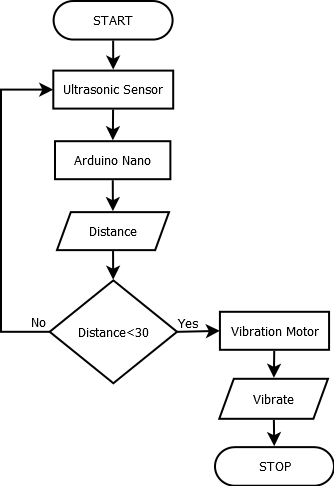 START
Ultrasonic Sensor
Arduino Nano
Distance
Distance<30
No
Yes
Vibration Motor
Vibrate
STOP